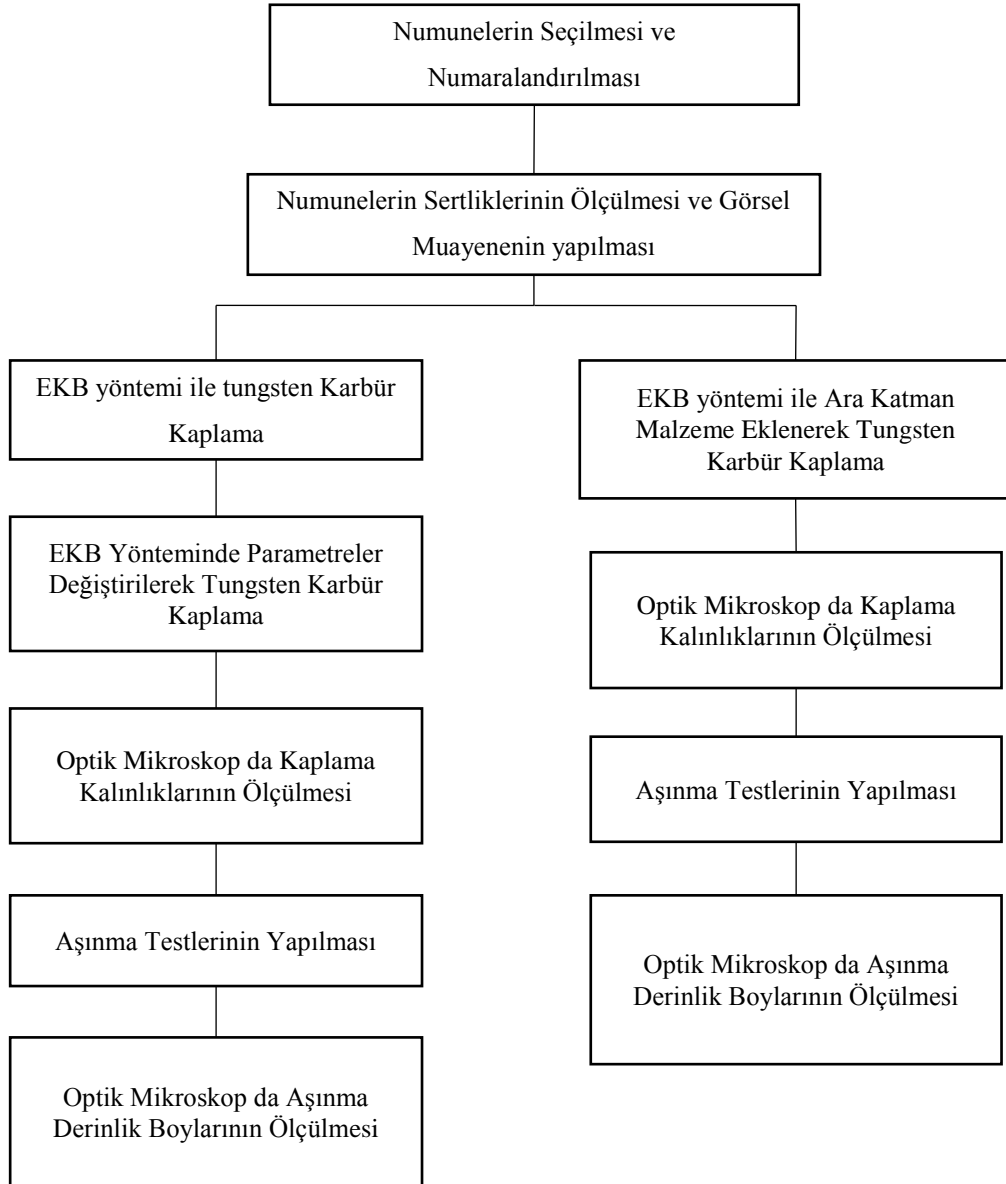 Numunelerin Seçilmesi ve
Numaralandırılması
Numunelerin Sertliklerinin Ölçülmesi ve Görsel
Muayenenin yapılması
EKB yöntemi ile tungsten Karbür
Kaplama
EKB Yönteminde Parametreler
Değiştirilerek Tungsten Karbür
Kaplama
Optik Mikroskop da Kaplama
Kalınlıklarının Ölçülmesi
Aşınma Testlerinin Yapılması
Optik Mikroskop da Aşınma
Derinlik Boylarının Ölçülmesi
EKB yöntemi ile Ara Katman
Malzeme Eklenerek Tungsten
Karbür Kaplama
Optik Mikroskop da Kaplama
Kalınlıklarının Ölçülmesi
Aşınma Testlerinin Yapılması
Optik Mikroskop da Aşınma
Derinlik Boylarının Ölçülmesi